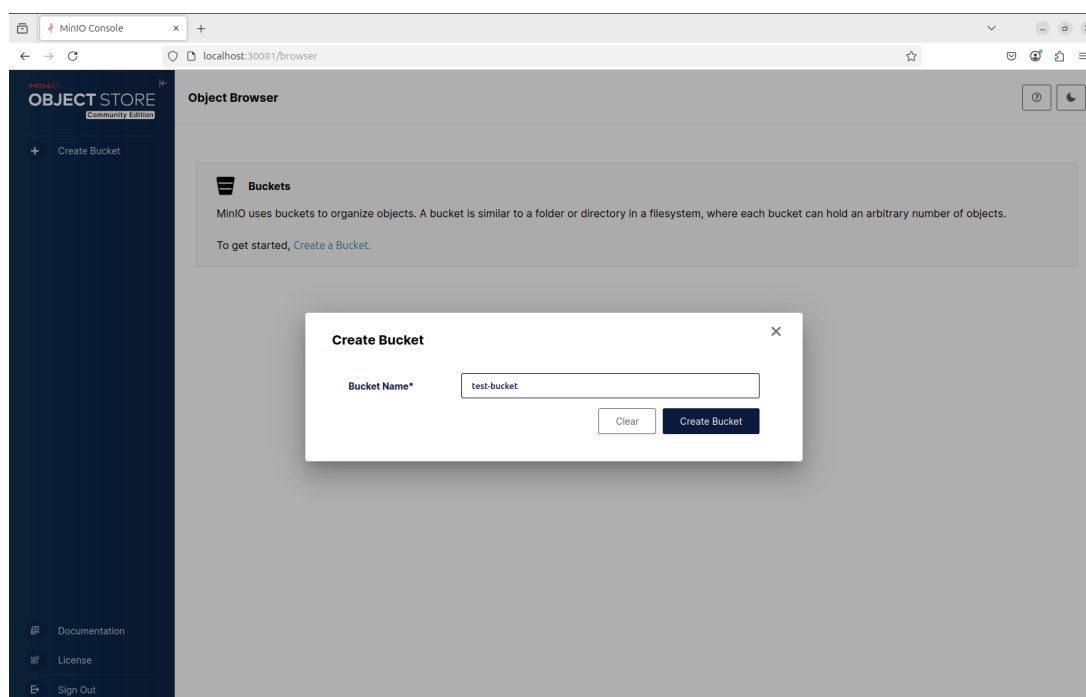 MinIO Console
localhost:30081/browser
MINIO
OBJECT STORE
Community Edition
Object Browser
Create Bucket
Buckets
MinIO uses buckets to organize objects. A bucket is similar to a folder or directory in a filesystem, where each bucket can hold an arbitrary number of objects.
To get started, Create a Bucket.
Create Bucket
Bucket Name*
test-bucket
Clear
Create Bucket
Documentation
License
Sign Out